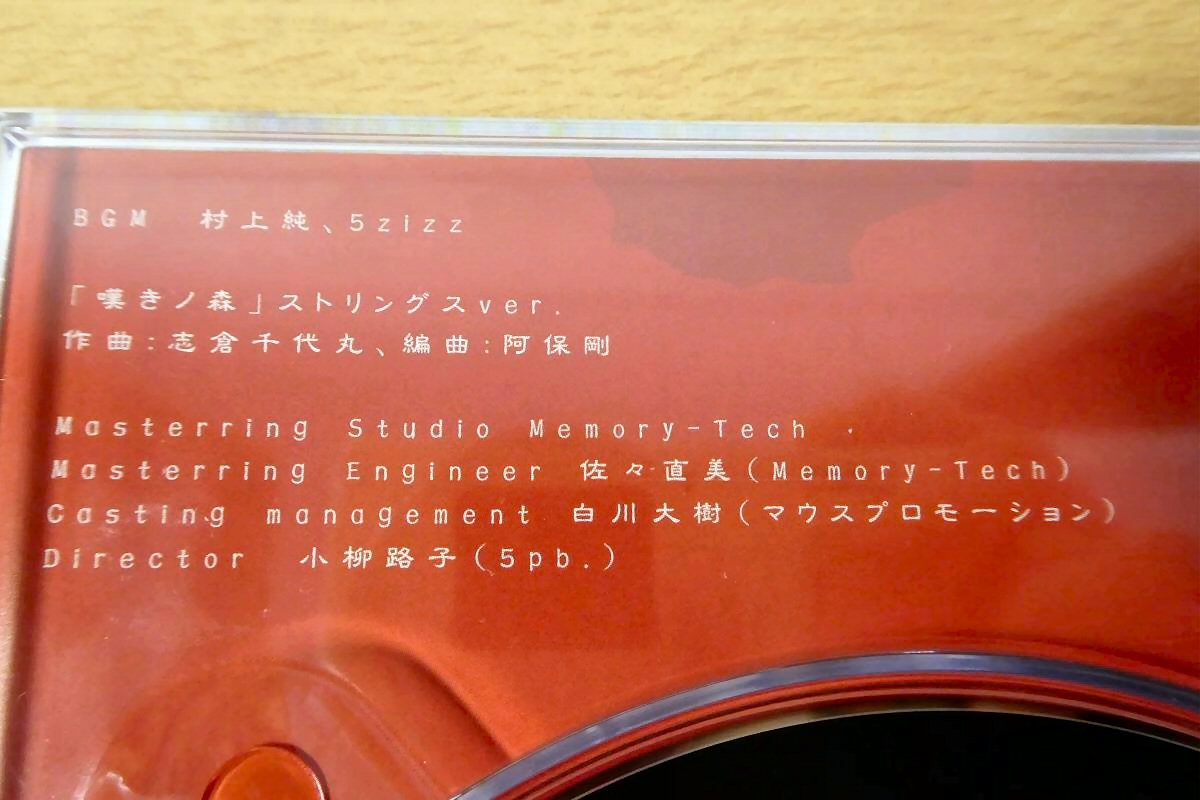 BGM　村上純、5zizz
「嘆きノ森」ストリングスver.
作曲:志倉千代丸、編曲:阿保剛
Masterring Studio Memory-Tech
Masterring Engineer 佐々直美(Memory-Tech)
Casting management 白川大樹(マウスプロモーション)
Director　小柳路子(5pb.)